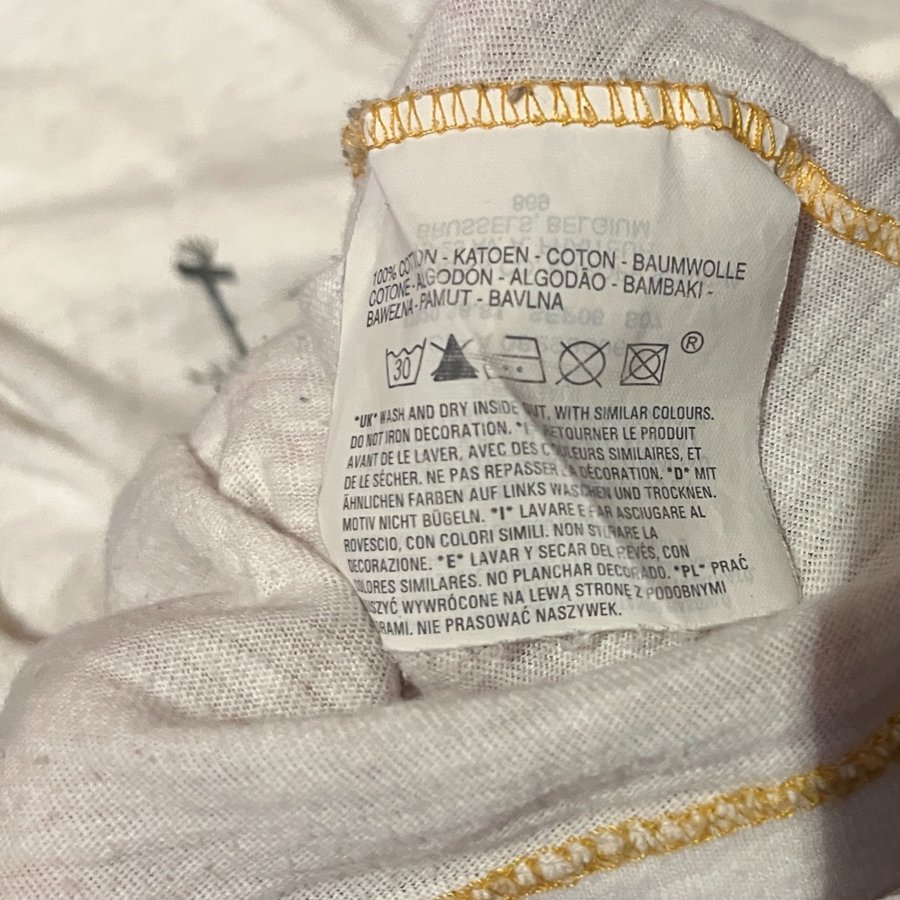 100% COTTON - KATOEN - COTON - BAUMWOLLE
COTONE - ALGODÓN - ALGODÃO - BAMBAKI -
BAWEŁNA - PAMUT - BAVLNA
30 ®
*UK* WASH AND DRY INSIDE OUT, WITH SIMILAR COLOURS.
DO NOT IRON DECORATION. RETOURNER LE PRODUIT
AVANT DE LE LAVER, AVEC DES COULEURS SIMILAIRES, ET
DE LE SÉCHER. NE PAS REPASSER LA DÉCORATION. *D* MIT
ÄHNLICHEN FARBEN AUF LINKS WASCHEN UND TROCKNEN.
MOTIV NICHT BÜGELN. *I* LAVARE E FAR ASCIUGARE AL
ROVESCIO, CON COLORI SIMILI. NON STIRARE LA
DECORAZIONE. *E* LAVAR Y SECAR DEL REVÉS, CON
COLORES SIMILARES. NO PLANCHAR DECORADO. *PL* PRAĆ
WYWRÓCONE NA LEWĄ STRONĘ Z PODOBNYMI
NIE PRASOWAĆ NASZYWEK.
BRUSSELS, BELGIUM